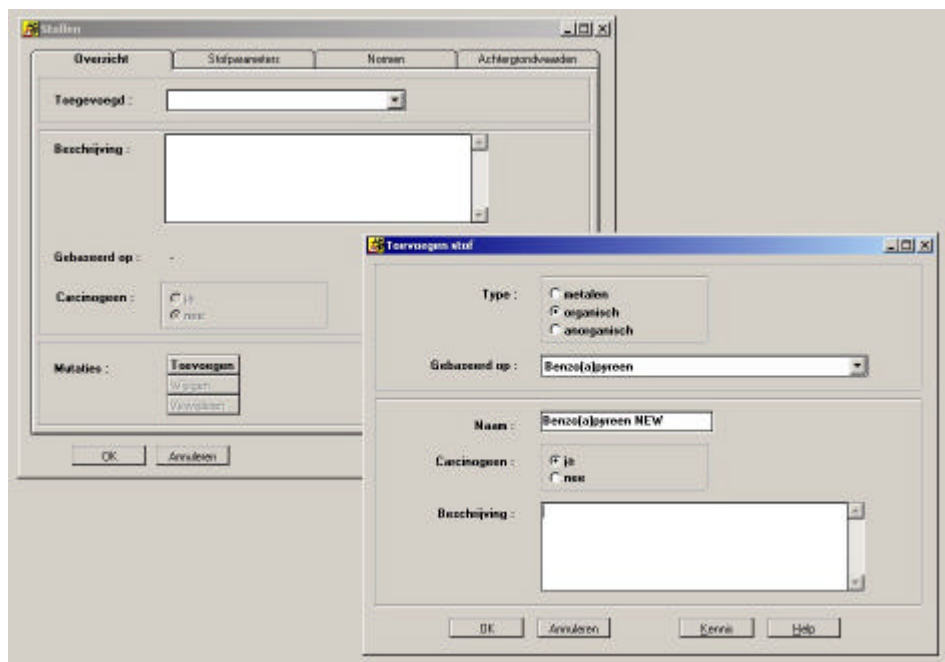 Stoffen
Overzicht
Stofparameters
Normen
Achtergrondwaarden
Toegevoegd :
Beschrijving :
Gebaseerd op : -
Carcinogeen :
ja
nee
Mutaties :
Toevoegen
Wijzigen
Verwijderen
OK
Annuleren
Toevoegen stof
Type :
metalen
organisch
anorganisch
Gebaseerd op : Benzo(a)pyreen
Naam : Benzo(a)pyreen NEW
Carcinogeen :
ja
nee
Beschrijving :
OK
Annuleren
Kennis
Help